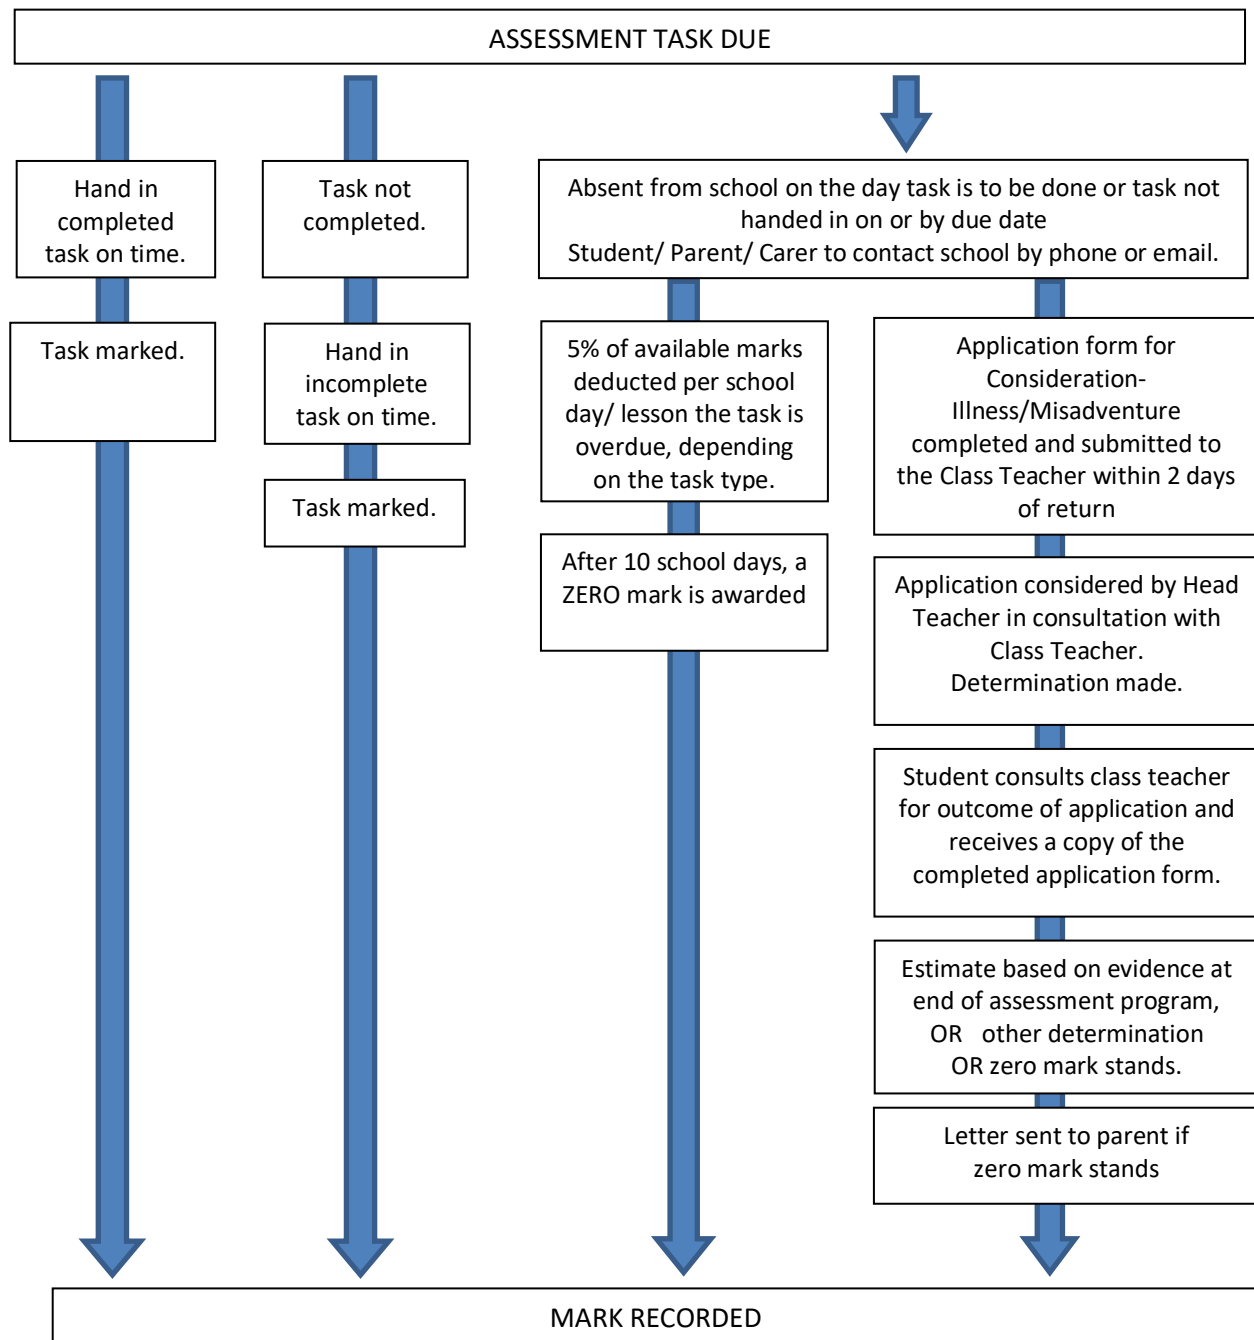 ASSESSMENT TASK DUE
Hand in
completed
task on time.
Task marked.
Task not
completed.
Hand in
incomplete
task on time.
Task marked.
Absent from school on the day task is to be done or task not
handed in on or by due date
Student/ Parent/ Carer to contact school by phone or email.
5% of available marks
deducted per school
day/ lesson the task is
overdue, depending
on the task type.
After 10 school days, a
ZERO mark is awarded
Application form for
Consideration-
Illness/Misadventure
completed and submitted to
the Class Teacher within 2 days
of return
Application considered by Head
Teacher in consultation with
Class Teacher.
Determination made.
Student consults class teacher
for outcome of application and
receives a copy of the
completed application form.
Estimate based on evidence at
end of assessment program,
OR other determination
OR zero mark stands.
Letter sent to parent if
zero mark stands
MARK RECORDED